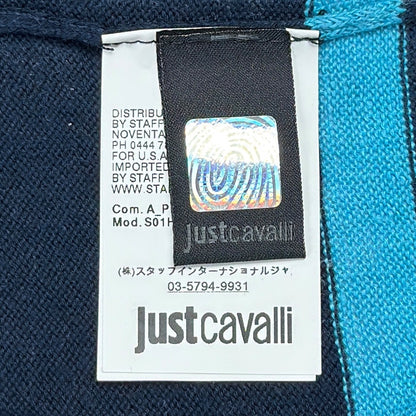 DISTRIBU
BY STAFF
NOVENTA
PH 0444 78
FOR U.S.A
IMPORTED
BY STAFF
WWW.STA
Com. A_P
Mod. S01H
justcavalli
(株)スタッフインターナショナルジャ
03-5794-9931
justcavalli